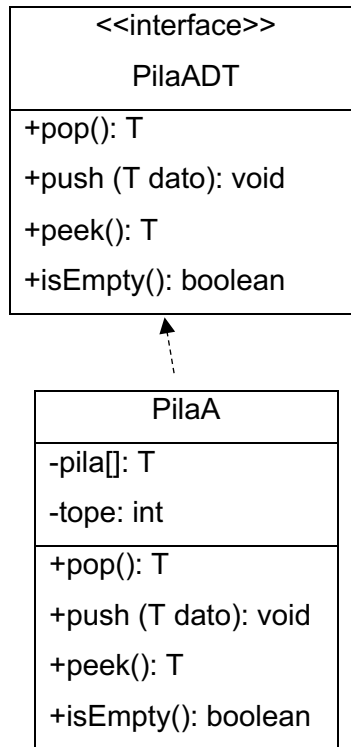 <<interface>>
PilaADT
+pop(): T
+push (T dato): void
+peek(): T
+isEmpty(): boolean
PilaA
-pila[]: T
-tope: int
+pop(): T
+push (T dato): void
+peek(): T
+isEmpty(): boolean